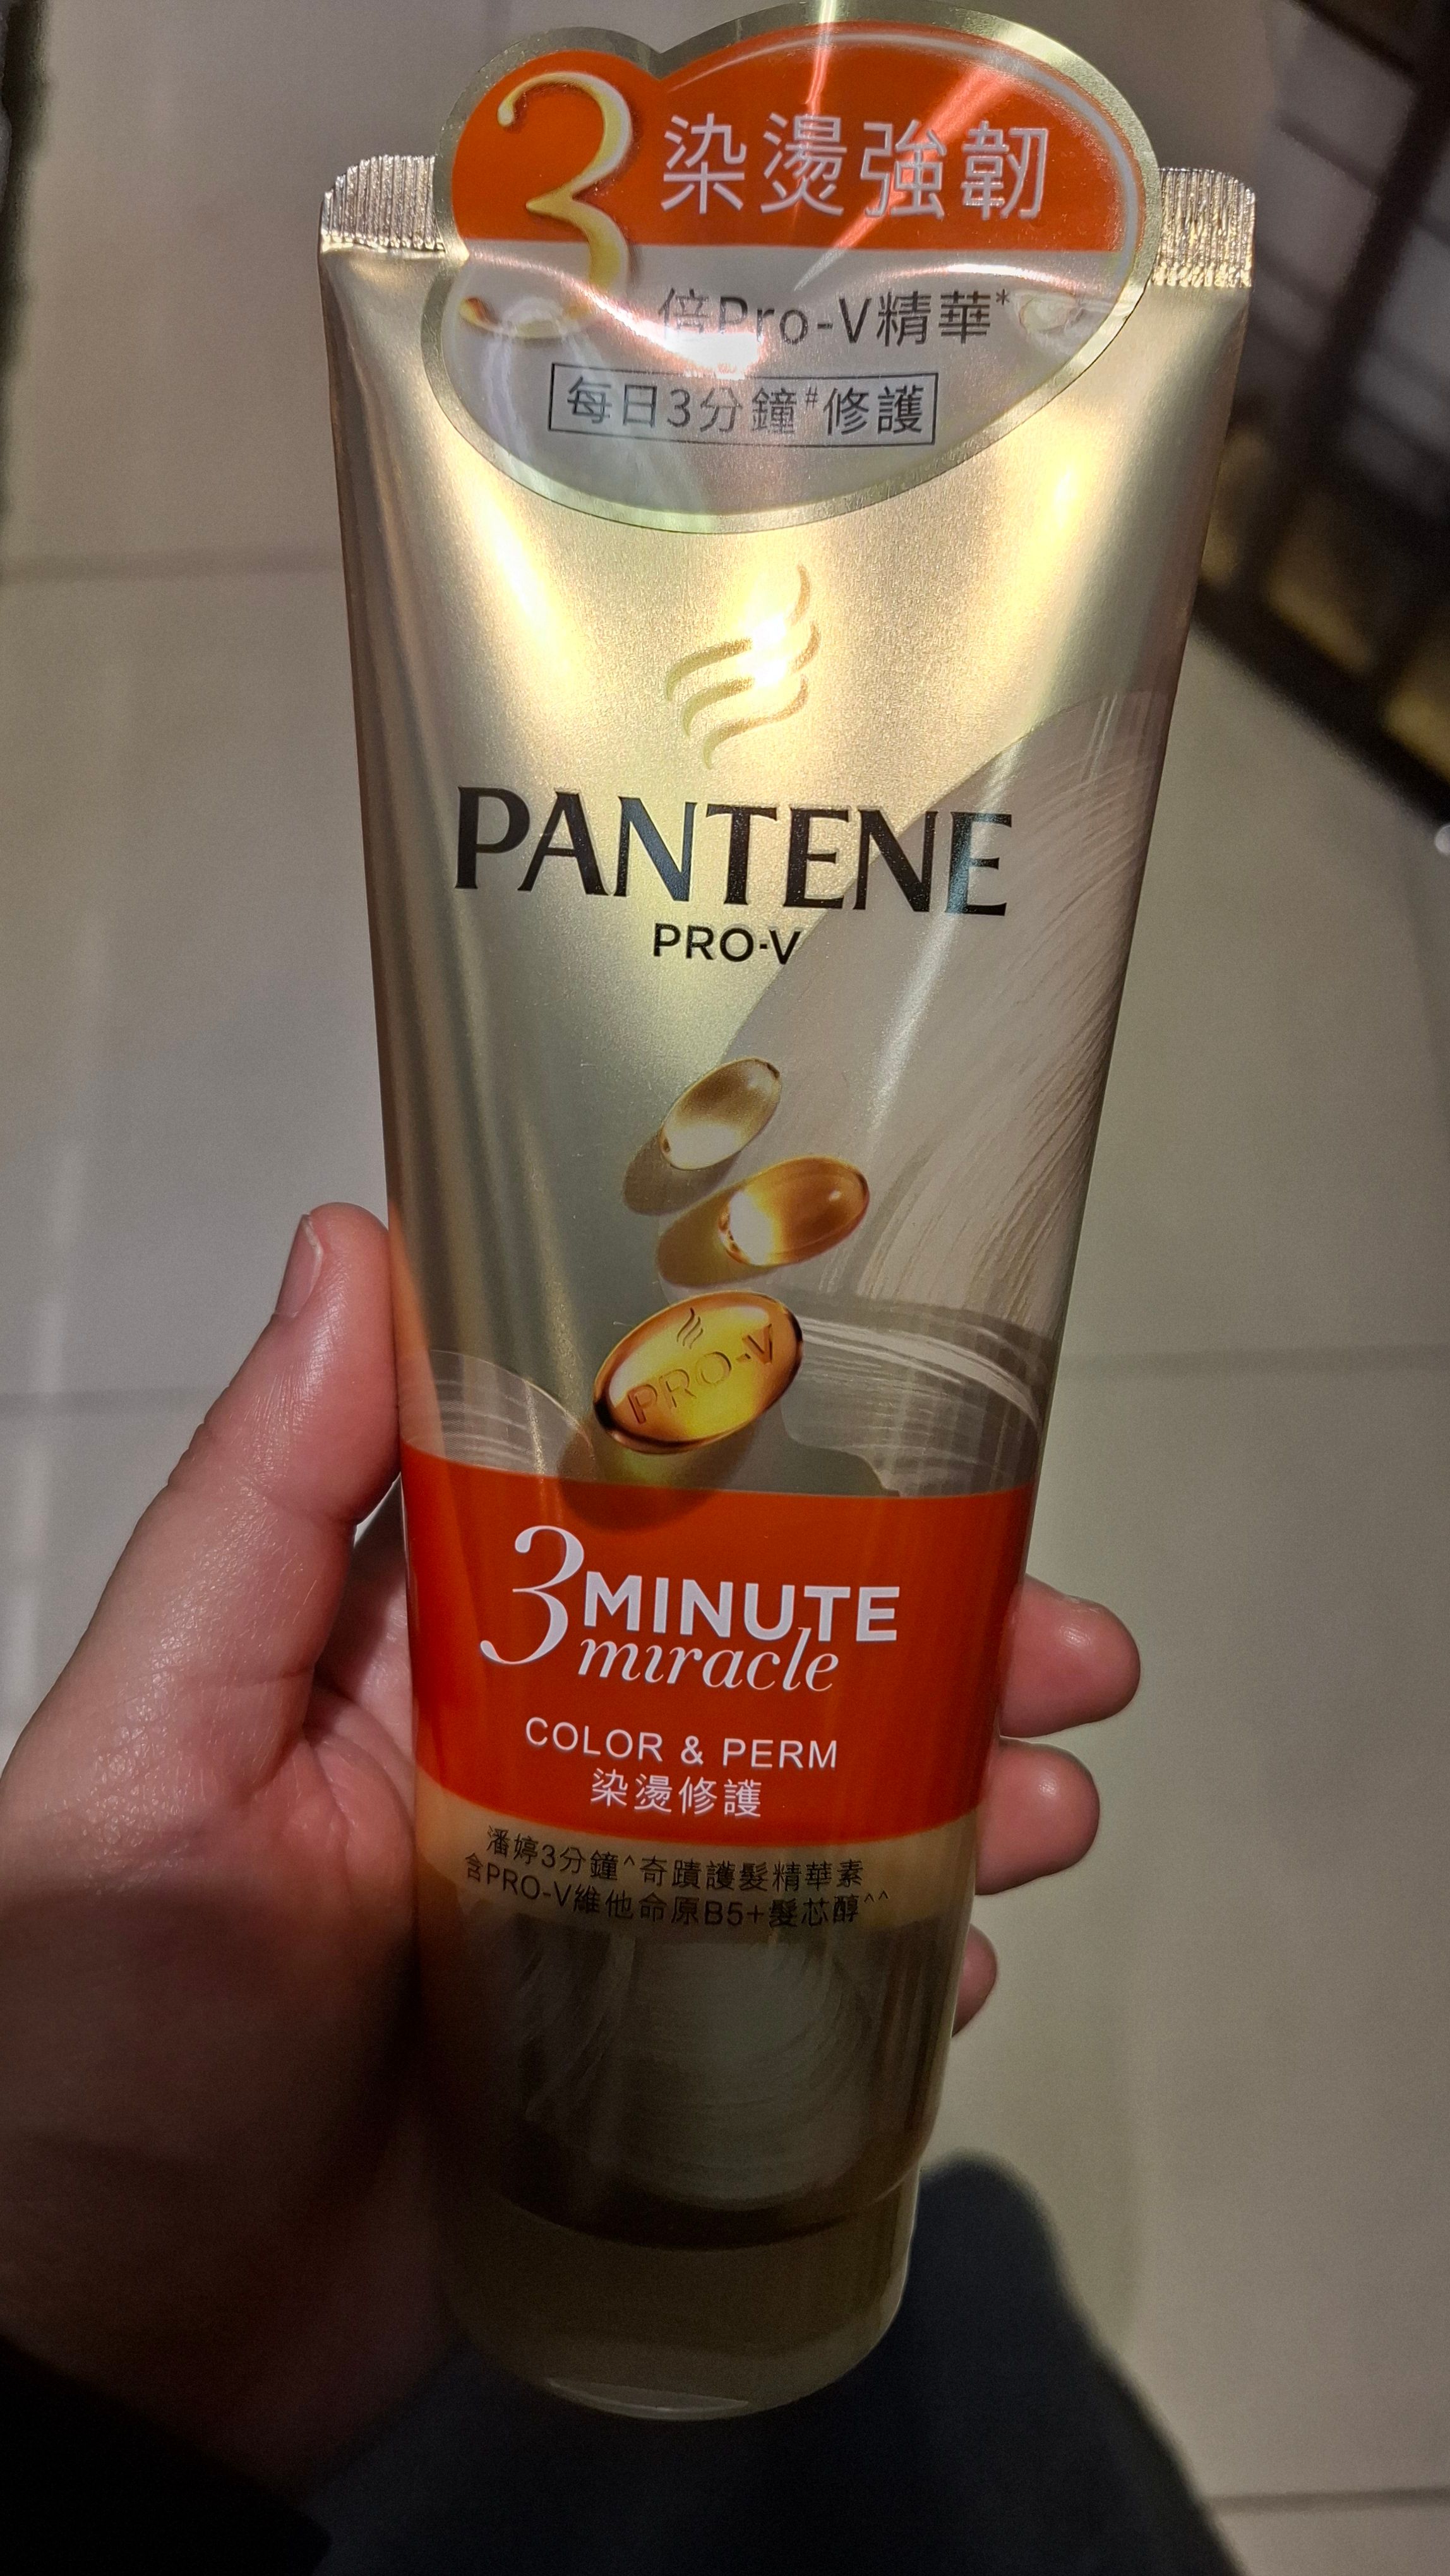 3 染燙強韌
倍Pro-V精華*
每日3分鐘#修護
PANTENE
PRO-V
PRO-V
3 MINUTE
miracle
COLOR & PERM
染燙修護
潘婷3分鐘^奇蹟護髮精華素
含PRO-V維他命原B5+髮芯醇^^